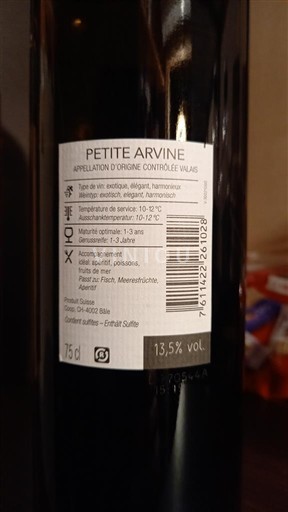 PETITE ARVINE
APPELLATION D'ORIGINE CONTRÔLÉE VALAIS
Type de vin: exotique, élégant, harmonieux
Weintyp: exotisch, elegant, harmonisch
Température de service: 10-12 °C
Ausschanktemperatur: 10-12 °C
Maturité optimale: 1-3 ans
Genussreife: 1-3 Jahre
Accompagnement
idéal: apéritif, poissons,
fruits de mer
Passt zu: Fisch, Meeresfrüchte,
Aperitif
Produit Suisse
CH-4002 Bâle
Contient sulfites – Enthält Sulfite
75 cl
13,5% vol.
7 611422 261028